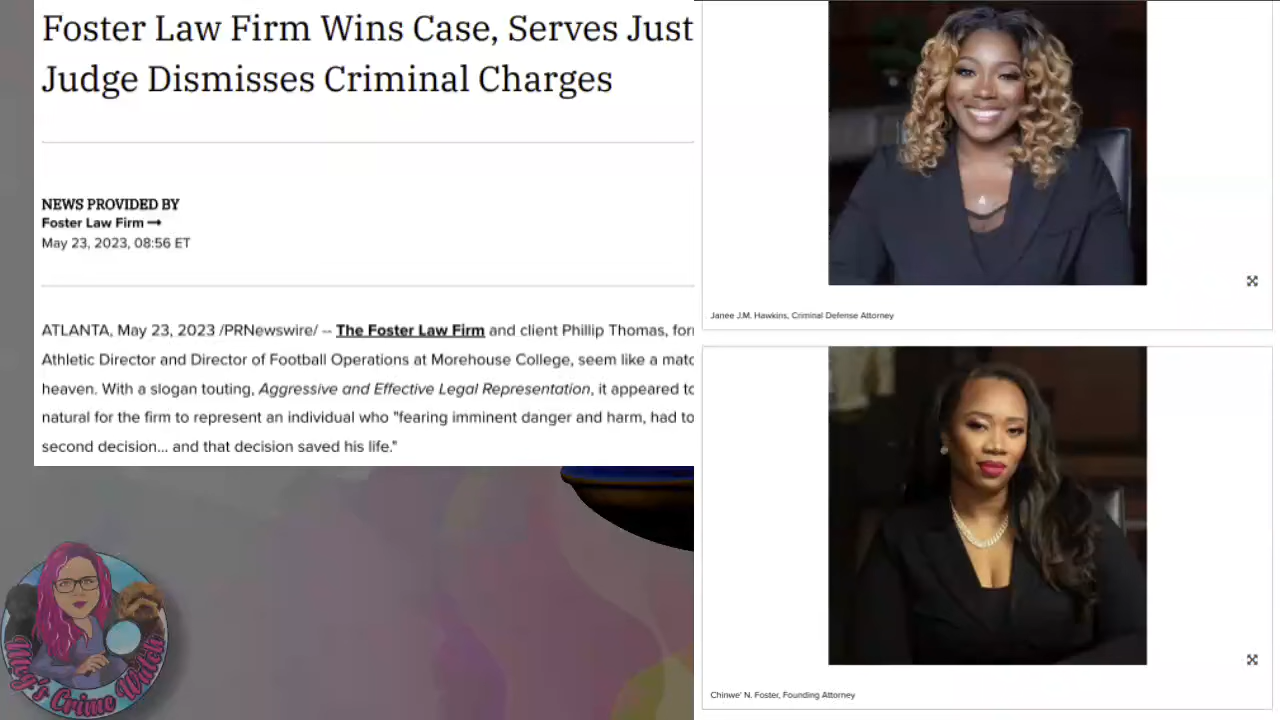 Foster Law Firm Wins Case, Serves Just
Judge Dismisses Criminal Charges
NEWS PROVIDED BY
Foster Law Firm
May 23, 2023, 08:56 ET
ATLANTA, May 23, 2023 /PRNewswire/ -- The Foster Law Firm and client Phillip Thomas, for
Athletic Director and Director of Football Operations at Morehouse College, seem like a matc
heaven. With a slogan touting, Aggressive and Effective Legal Representation, it appeared to
natural for the firm to represent an individual who "fearing imminent danger and harm, had to
second decision... and that decision saved his life."
Janee J.M. Hawkins, Criminal Defense Attorney
Chinwe' N. Foster, Founding Attorney
Meg's Crime Witch